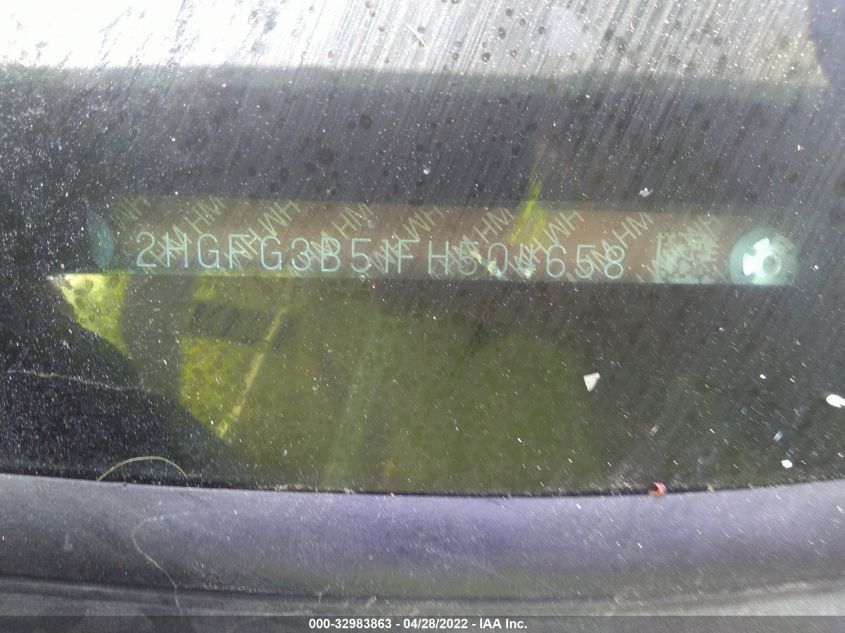 2HGFG3B51FH504658
000-32983863 - 04/28/2022 - IAA Inc.